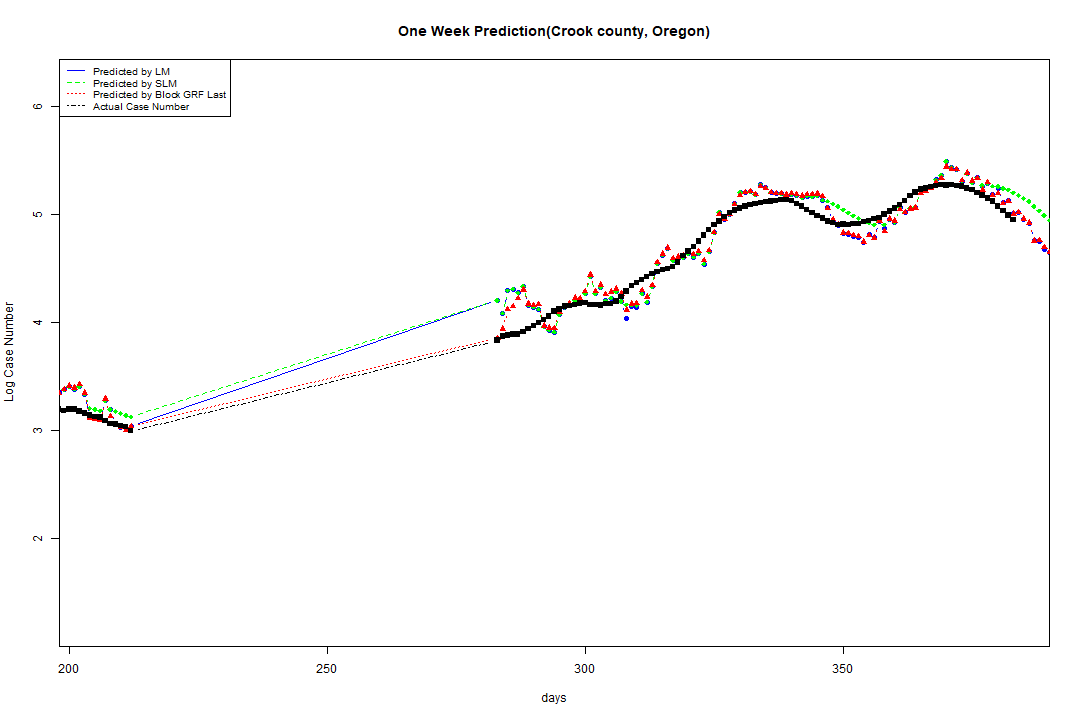 One Week Prediction(Crook county, Oregon)
Predicted by LM
Predicted by SLM
Predicted by Block GRF Last
Actual Case Number
6
5
4
3
2
Log Case Number
200 250 300 350
days